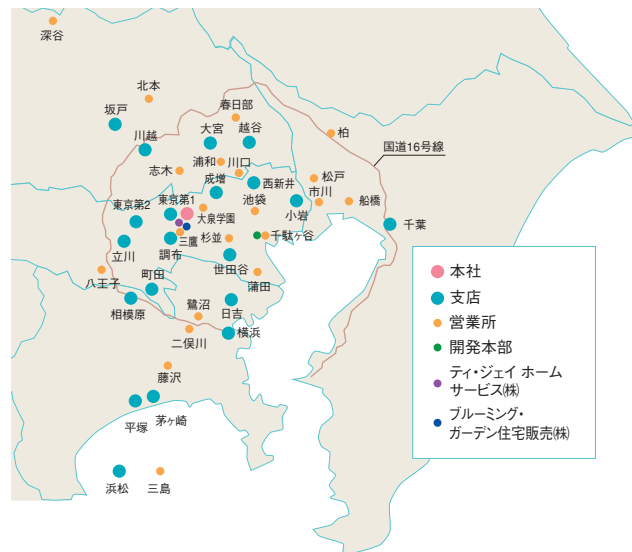 深谷
北本
坂戸
川越
春日部
大宮
越谷
柏
国道16号線
浦和
川口
志木
成増
西新井
松戸
市川
船橋
東京第2
東京第1
大泉学園
池袋
小岩
千葉
三鷹
杉並
千駄ヶ谷
立川
調布
世田谷
八王子
町田
蒲田
相模原
鷺沼
日吉
二俣川
横浜
藤沢
平塚
茅ヶ崎
浜松
三島
本社
支店
営業所
開発本部
ティ・ジェイ ホーム
サービス㈱
ブルーミング・
ガーデン住宅販売㈱